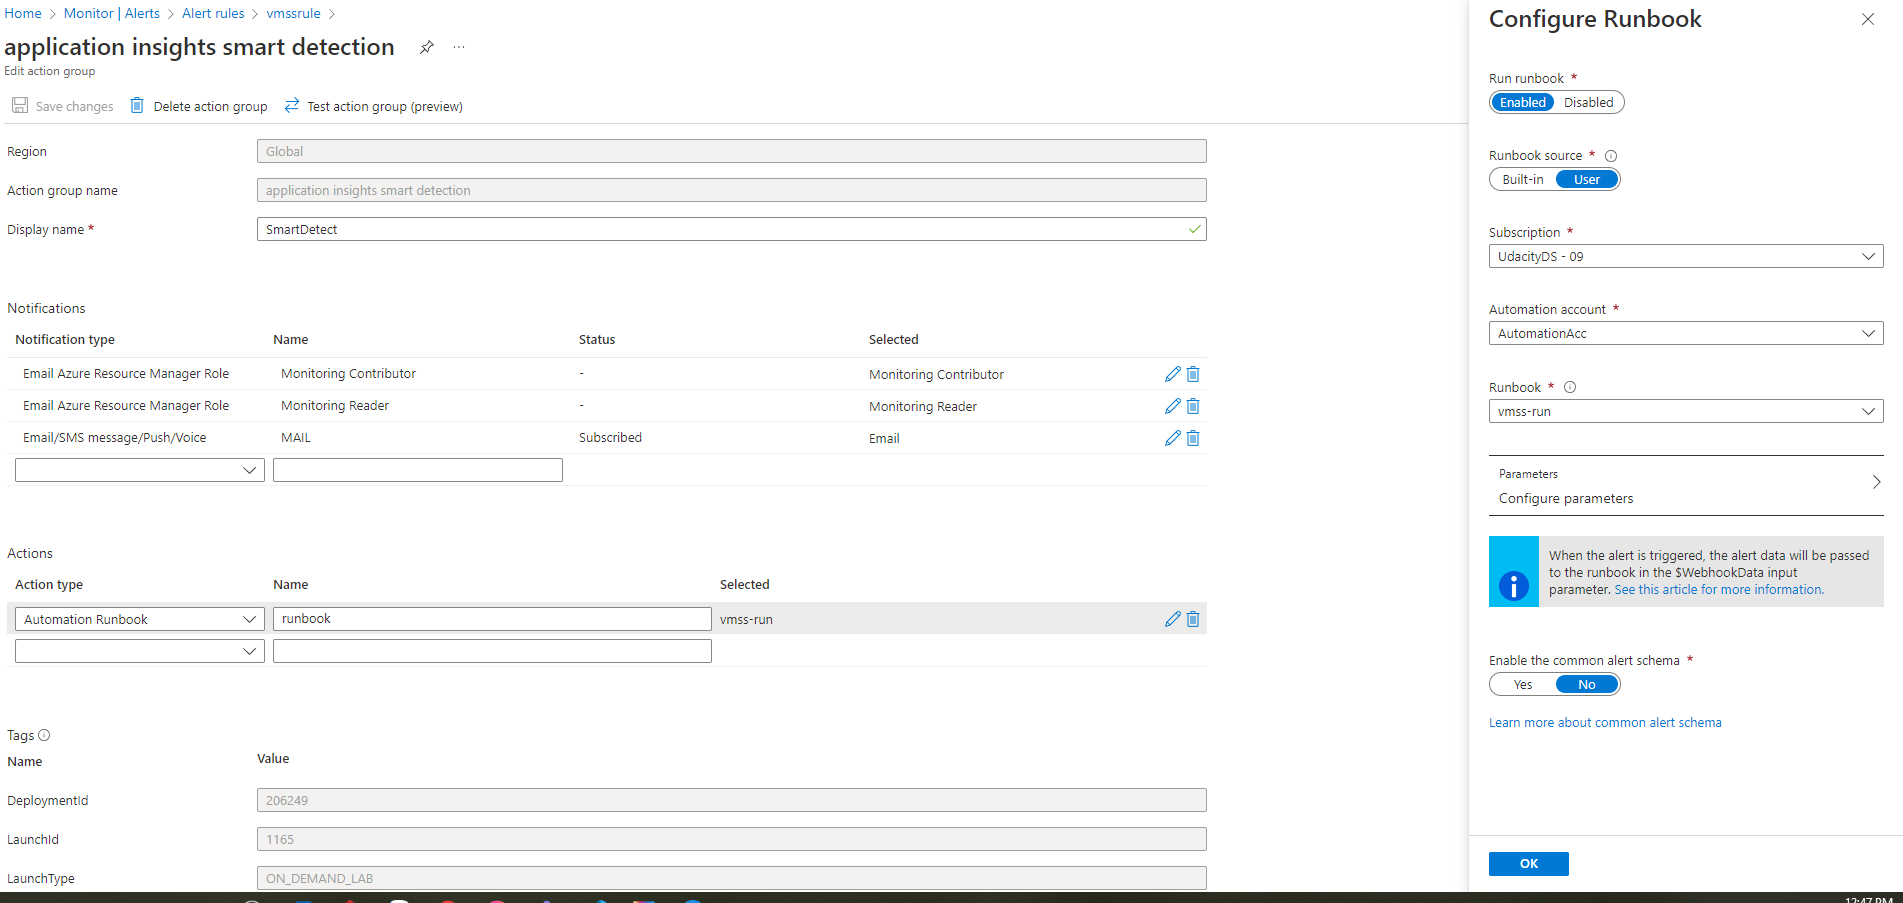 Home > Monitor | Alerts > Alert rules > vmssrule >
application insights smart detection
Edit action group
Save changes Delete action group Test action group (preview)
Region Global
Action group name application insights smart detection
Display name * SmartDetect
Notifications
Notification type Name Status Selected
Email Azure Resource Manager Role Monitoring Contributor - Monitoring Contributor
Email Azure Resource Manager Role Monitoring Reader - Monitoring Reader
Email/SMS message/Push/Voice MAIL Subscribed Email
Actions
Action type Name Selected
Automation Runbook runbook vmss-run
Tags
Name Value
DeploymentId 206249
LaunchId 1165
LaunchType ON_DEMAND_LAB
Configure Runbook
Run runbook *
Enabled Disabled
Runbook source *
Built-in User
Subscription *
UdacityDS - 09
Automation account *
AutomationAcc
Runbook *
vmss-run
Parameters
Configure parameters
When the alert is triggered, the alert data will be passed
to the runbook in the $WebhookData input
parameter. See this article for more information.
Enable the common alert schema *
Yes No
Learn more about common alert schema
OK
12:47 PM